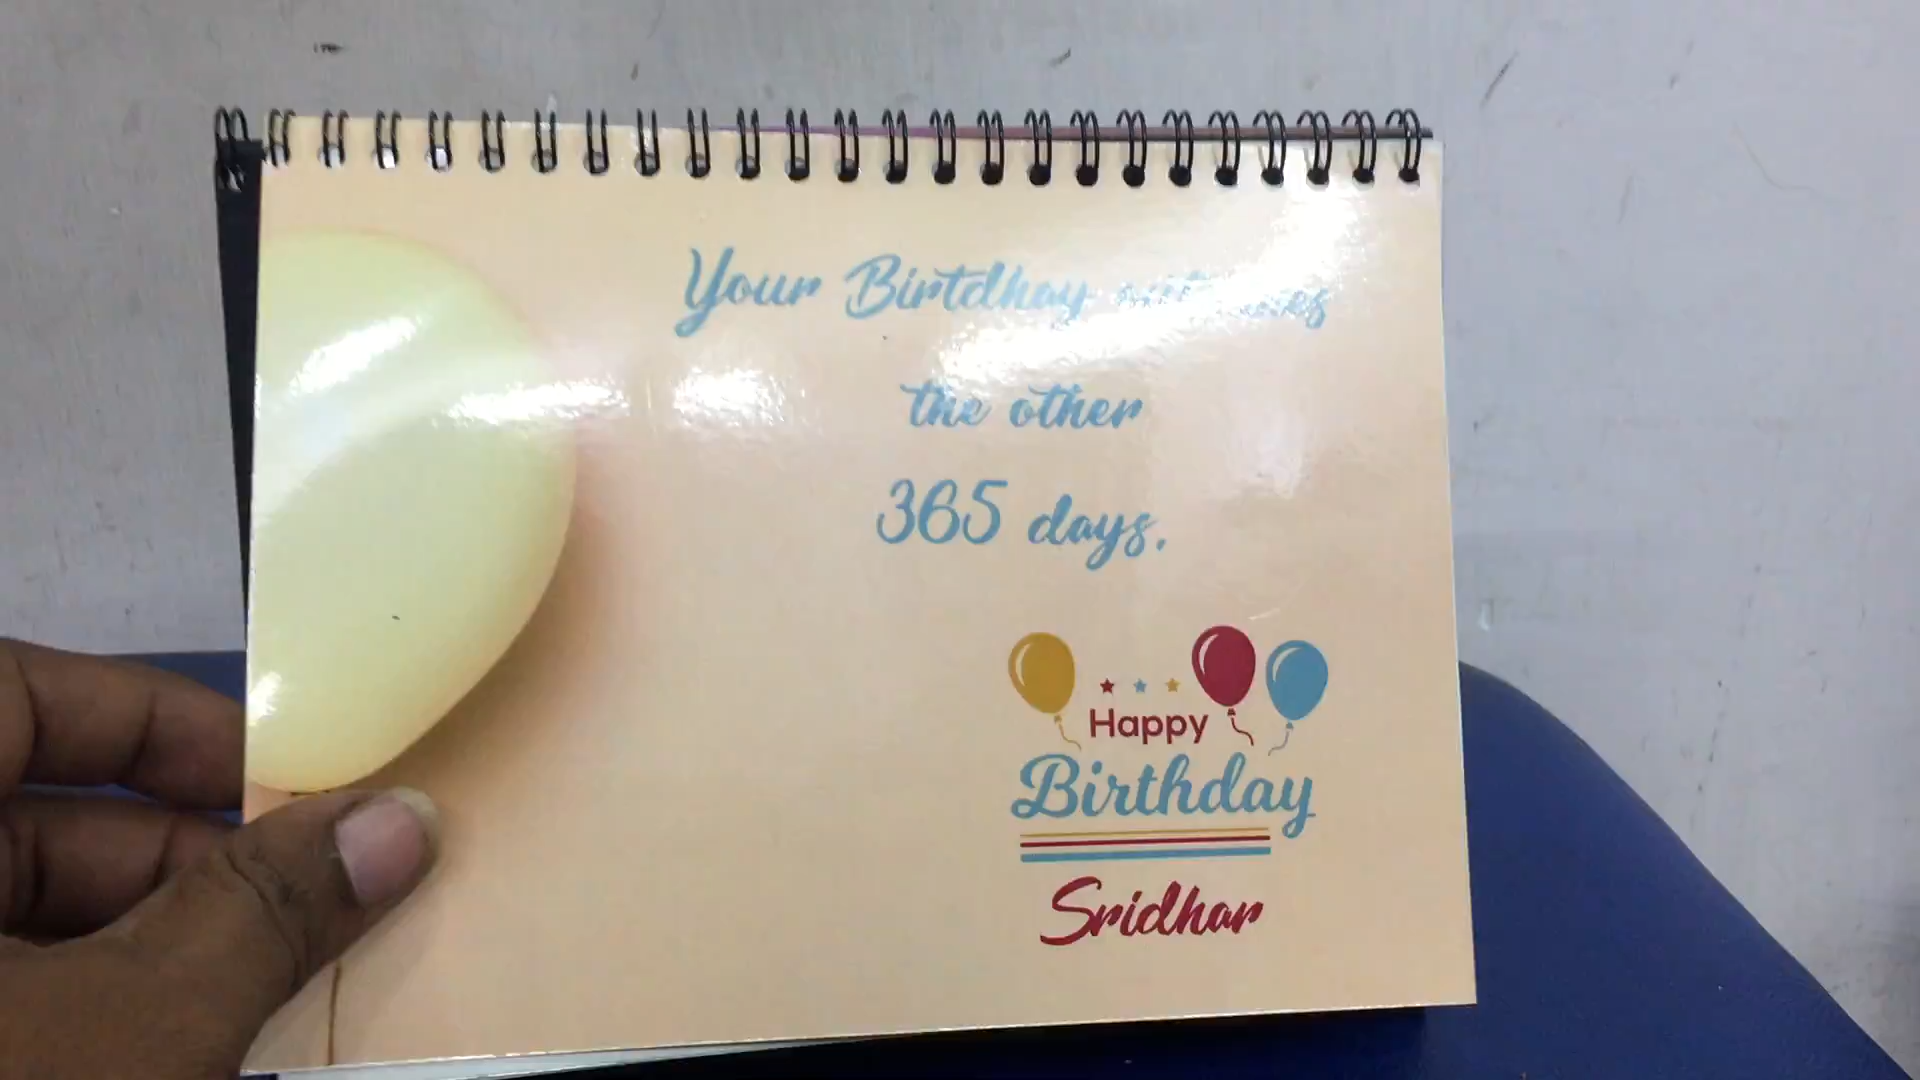 Your Birtdhay
the other
365 days.
Happy
Birthday
Sridhar